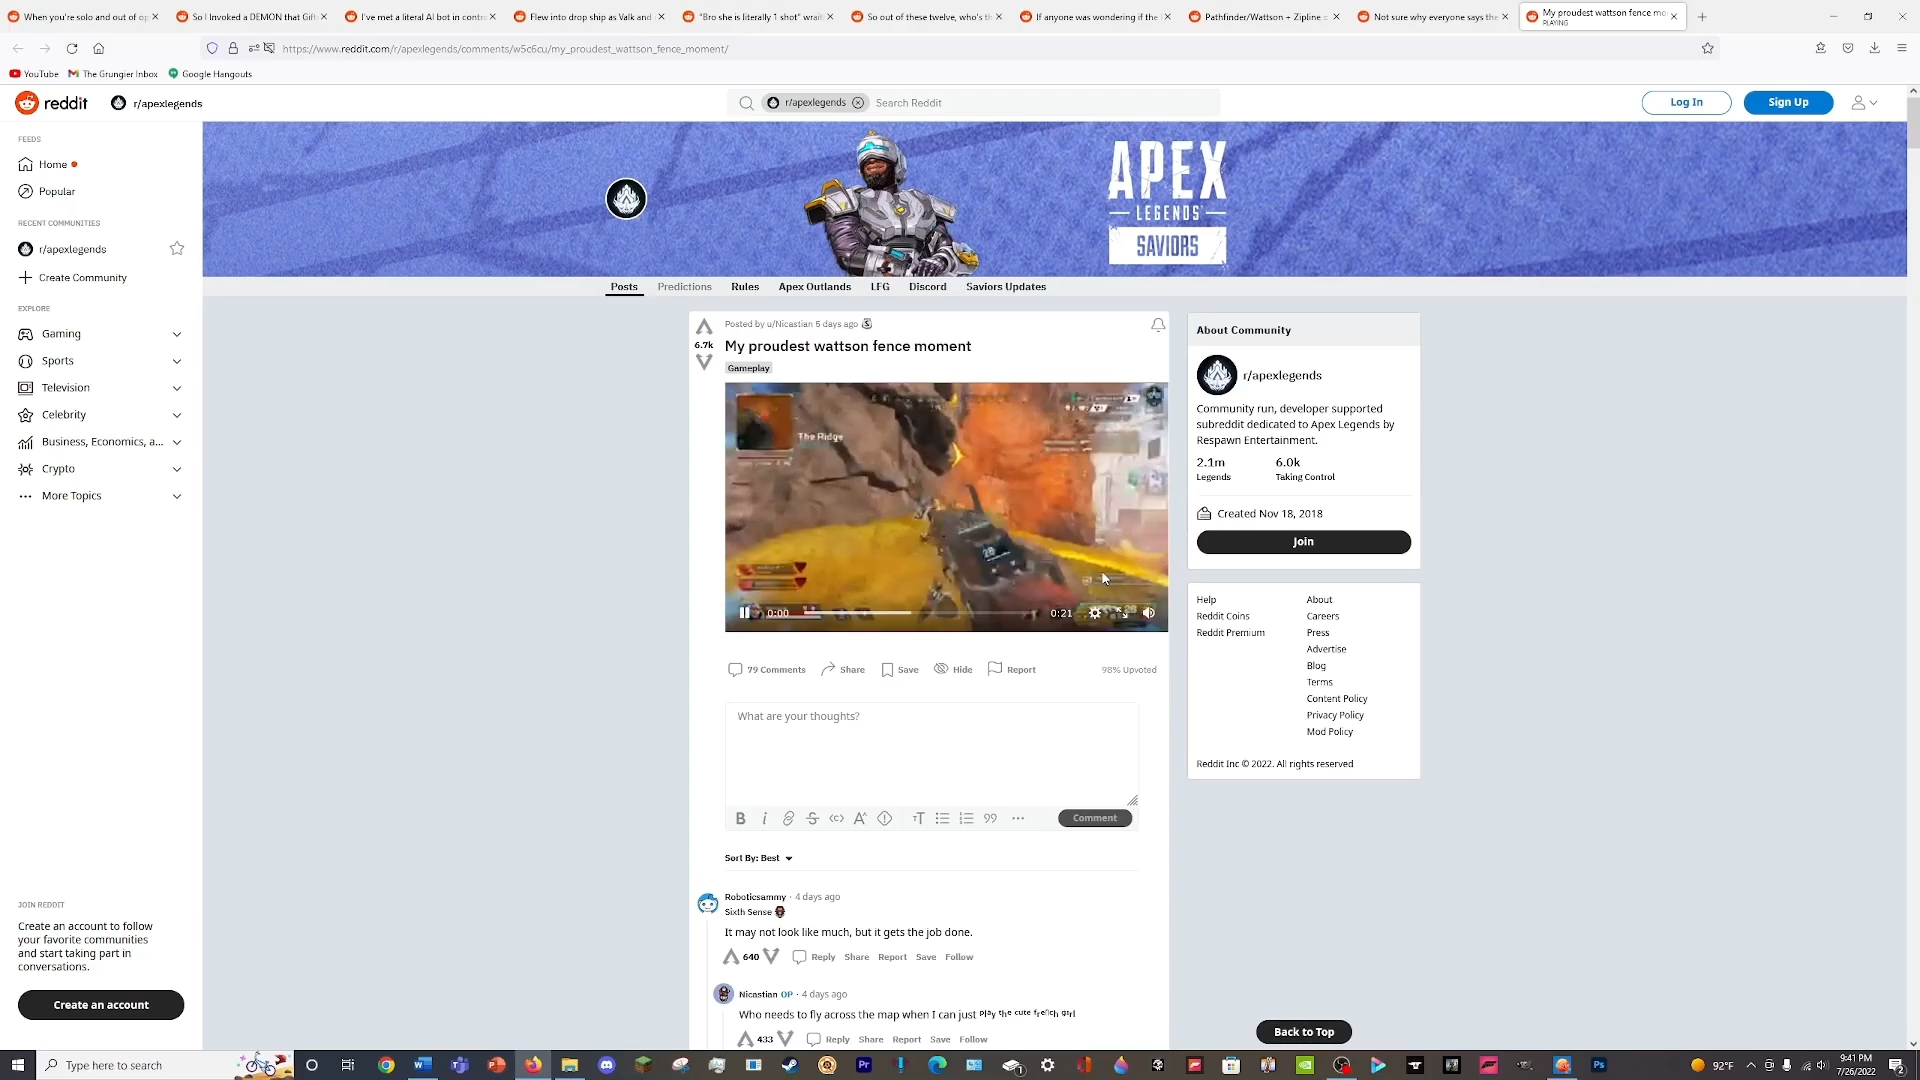 When you're solo and out of op
So I Invoked a DEMON that Gift
I've met a literal AI bot in contro
Flew into drop ship as Valk and
"Bro she is literally 1 shot" wrait
So out of these twelve, who's th
If anyone was wondering if the
Pathfinder/Wattson + Zipline =
Not sure why everyone says the
My proudest wattson fence mo
PLAYING
https://www.reddit.com/r/apexlegends/comments/w5c6cu/my_proudest_wattson_fence_moment/
YouTube
The Grungier Inbox
Google Hangouts
reddit
r/apexlegends
r/apexlegends
Search Reddit
Log In
Sign Up
FEEDS
Home
Popular
RECENT COMMUNITIES
r/apexlegends
Create Community
EXPLORE
Gaming
Sports
Television
Celebrity
Business, Economics, a...
Crypto
More Topics
JOIN REDDIT
Create an account to follow
your favorite communities
and start taking part in
conversations.
Create an account
APEX
LEGENDS
SAVIORS
Posts
Predictions
Rules
Apex Outlands
LFG
Discord
Saviors Updates
6.7k
Posted by u/Nicastian 5 days ago
My proudest wattson fence moment
Gameplay
The Ridge
0:00
0:21
79 Comments
Share
Save
Hide
Report
98% Upvoted
What are your thoughts?
Comment
Sort By: Best
Roboticsammy · 4 days ago
Sixth Sense
It may not look like much, but it gets the job done.
640
Reply
Share
Report
Save
Follow
Nicastian OP · 4 days ago
Who needs to fly across the map when I can just ᵖˡᵃʸ ᵗʰᵉ ᶜᵘᵗᵉ ᶠʳᵉⁿᶜʰ ᵍⁱʳˡ
433
Reply
Share
Report
Save
Follow
About Community
r/apexlegends
Community run, developer supported
subreddit dedicated to Apex Legends by
Respawn Entertainment.
2.1m
Legends
6.0k
Taking Control
Created Nov 18, 2018
Join
Help
Reddit Coins
Reddit Premium
About
Careers
Press
Advertise
Blog
Terms
Content Policy
Privacy Policy
Mod Policy
Reddit Inc © 2022. All rights reserved
Back to Top
Type here to search
92°F
9:41 PM
7/26/2022